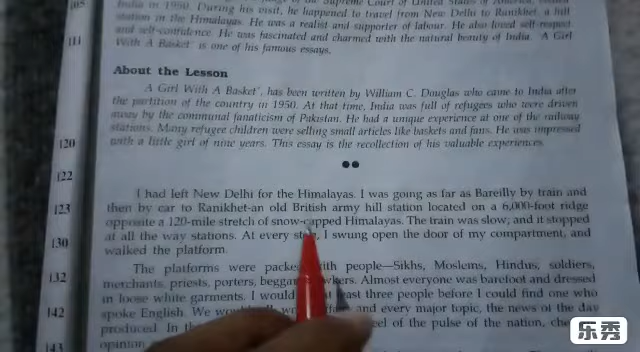 105
of the Supreme Court of United States of America,
India in 1950. During his visit, he happened to travel from New Delhi to Ranikhet, a hill
station in the Himalayas. He was a realist and supporter of labour. He also loved self-respect
111 and self-confidence. He was fascinated and charmed with the natural beauty of India. 'A Girl
With A Basket' is one of his famous essays.
About the Lesson
A Girl With A Basket', has been written by William C. Douglas who came to India after
the partition of the country in 1950. At that time, India was full of refugees who were driven
away by the communal fanaticism of Pakistan. He had a unique experience at one of the railway
stations. Many refugee children were selling small articles like baskets and fans. He was impressed
120 with a little girl of nine years. This essay is the recollection of his valuable experiences.
122
I had left New Delhi for the Himalayas. I was going as far as Bareilly by train and
123 then by car to Ranikhet-an old British army hill station located on a 6,000-foot ridge
opposite a 120-mile stretch of snow-capped Himalayas. The train was slow, and it stopped
130 at all the way stations. At every I swung open the door of my compartment, and
walked the platform.
132 The platforms were with people—Sikhs, Moslems, Hindus, soldiers,
merchants, priests, porters, Almost everyone was barefoot and dressed
in loose white garments. I would least three people before I could find one who
142 spoke English. We and every major topic, the news of the day
produced. In of the pulse of the nation,
143 opinion
乐秀